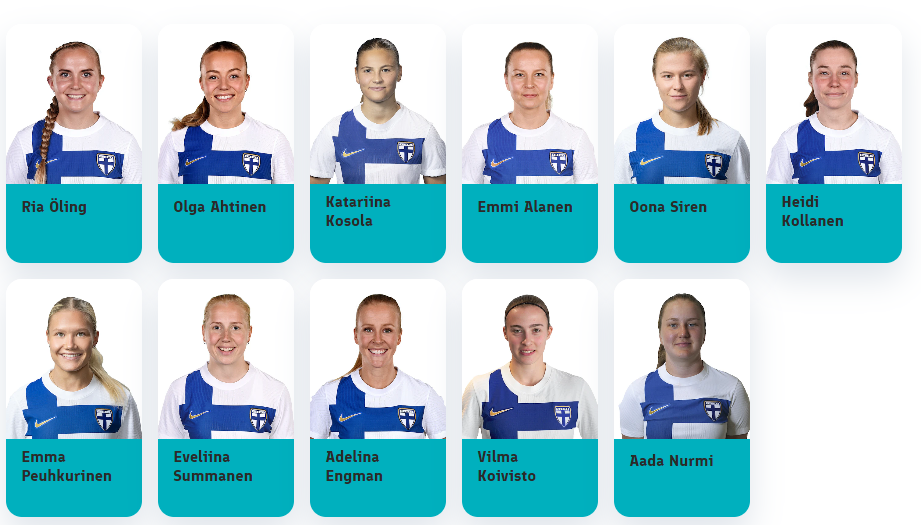 Ria Öling
Olga Ahtinen
Katariina
Kosola
Emmi Alanen
Oona Siren
Heidi
Kollanen
Emma
Peuhkurinen
Eveliina
Summanen
Adelina
Engman
Vilma
Koivisto
Aada Nurmi